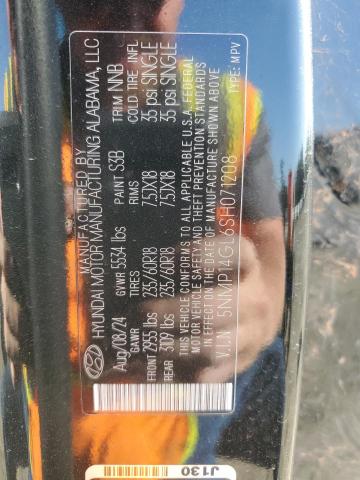 MANUFACTURED BY
HYUNDAI MOTOR MANUFACTURING ALABAMA, LLC
Aug/08/24 GVWR 5534 lbs PAINT S3B TRIM NNB
GAWR TIRES RIMS COLD TIRE INFL
FRONT 2955 lbs 235/60R18 7.5JX18 35 psi SINGLE
REAR 3109 lbs 235/60R18 7.5JX18 35 psi SINGLE
THIS VEHICLE CONFORMS TO ALL APPLICABLE U.S.A. FEDERAL
MOTOR VEHICLE SAFETY AND THEFT PREVENTION STANDARDS
IN EFFECT ON THE DATE OF MANUFACTURE SHOWN ABOVE.
V.I.N 5NMP14GL6SH071208 TYPE: MPV
J130